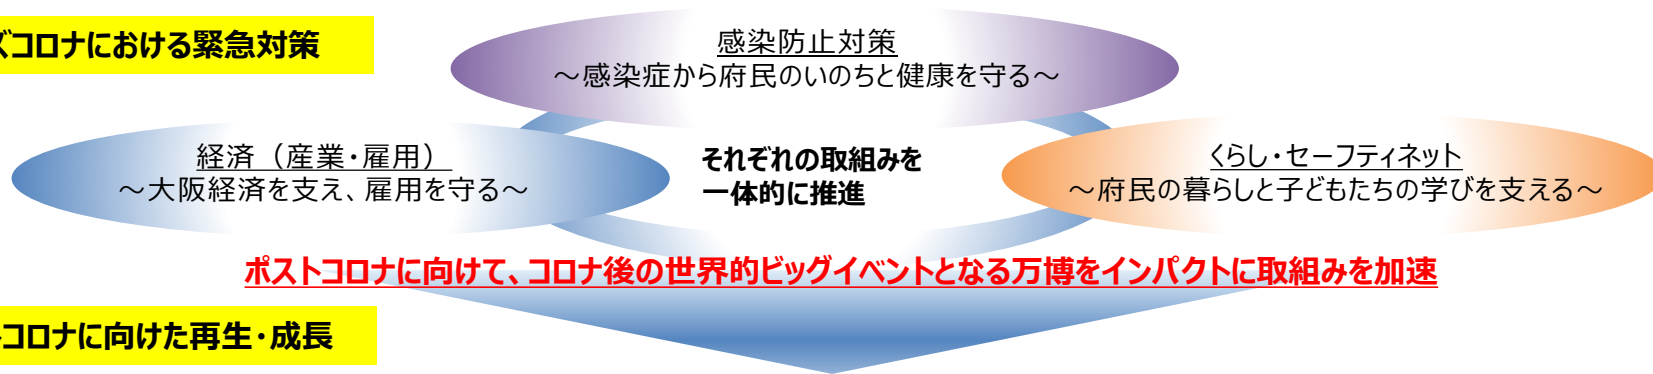 ズコロナにおける緊急対策
感染防止対策
～感染症から府民のいのちと健康を守る～
経済（産業・雇用）
～大阪経済を支え、雇用を守る～
それぞれの取組みを
一体的に推進
くらし・セーフティネット
～府民の暮らしと子どもたちの学びを支える～
ポストコロナに向けて、コロナ後の世界的ビッグイベントとなる万博をインパクトに取組みを加速
コロナに向けた再生・成長